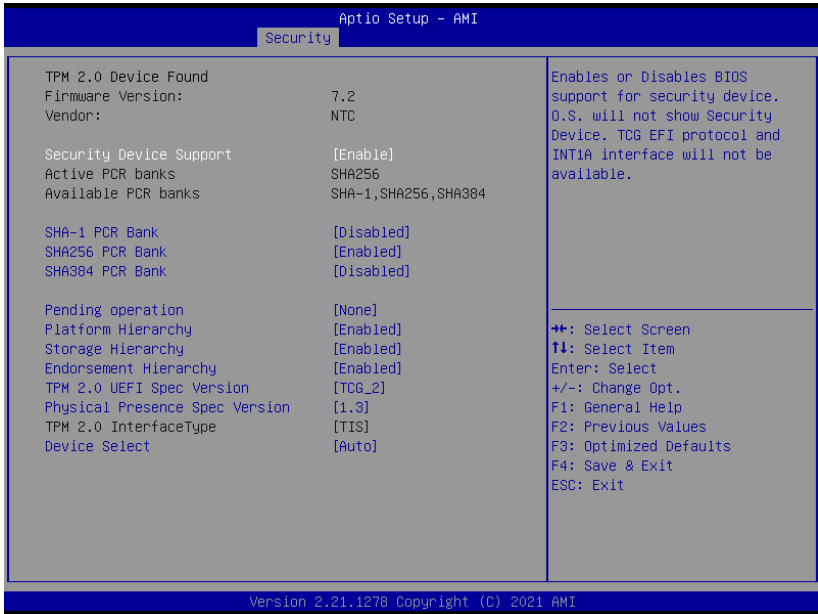 Aptio Setup – AMI
Security
TPM 2.0 Device Found
Firmware Version: 7.2
Vendor: NTC
Security Device Support [Enable]
Active PCR banks SHA256
Available PCR banks SHA-1,SHA256,SHA384
SHA-1 PCR Bank [Disabled]
SHA256 PCR Bank [Enabled]
SHA384 PCR Bank [Disabled]
Pending operation [None]
Platform Hierarchy [Enabled]
Storage Hierarchy [Enabled]
Endorsement Hierarchy [Enabled]
TPM 2.0 UEFI Spec Version [TCG_2]
Physical Presence Spec Version [1.3]
TPM 2.0 InterfaceType [TIS]
Device Select [Auto]
Enables or Disables BIOS
support for security device.
O.S. will not show Security
Device. TCG EFI protocol and
INT1A interface will not be
available.
→←: Select Screen
↑↓: Select Item
Enter: Select
+/-: Change Opt.
F1: General Help
F2: Previous Values
F3: Optimized Defaults
F4: Save & Exit
ESC: Exit
Version 2.21.1278 Copyright (C) 2021 AMI